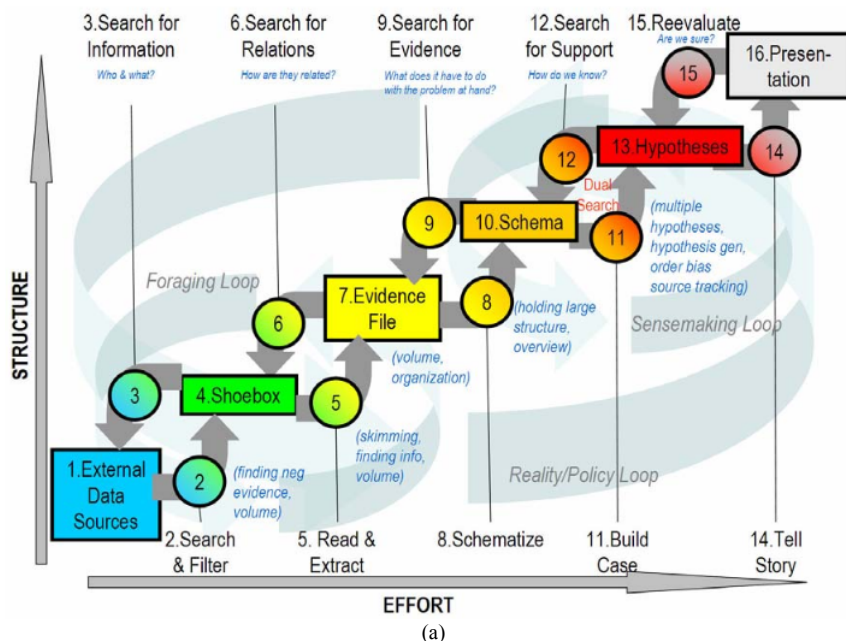 3.Search for
Information
Who & what?
6.Search for
Relations
How are they related?
9.Search for
Evidence
What does it have to do
with the problem at hand?
12.Search
for Support
How do we know?
15.Reevaluate
Are we sure?
16.Presen-
tation
15
14
13.Hypotheses
12
Dual
Search
11
(multiple
hypotheses,
hypothesis gen,
order bias
source tracking)
10.Schema
9
8
(holding large
structure,
overview)
Foraging Loop
Sensemaking Loop
7.Evidence
File
6
(volume,
organization)
5
4.Shoebox
3
(skimming,
finding info,
volume)
Reality/Policy Loop
1.External
Data
Sources
2
(finding neg
evidence,
volume)
2.Search
& Filter
5. Read &
Extract
8.Schematize
11.Build
Case
14.Tell
Story
STRUCTURE
EFFORT
(a)